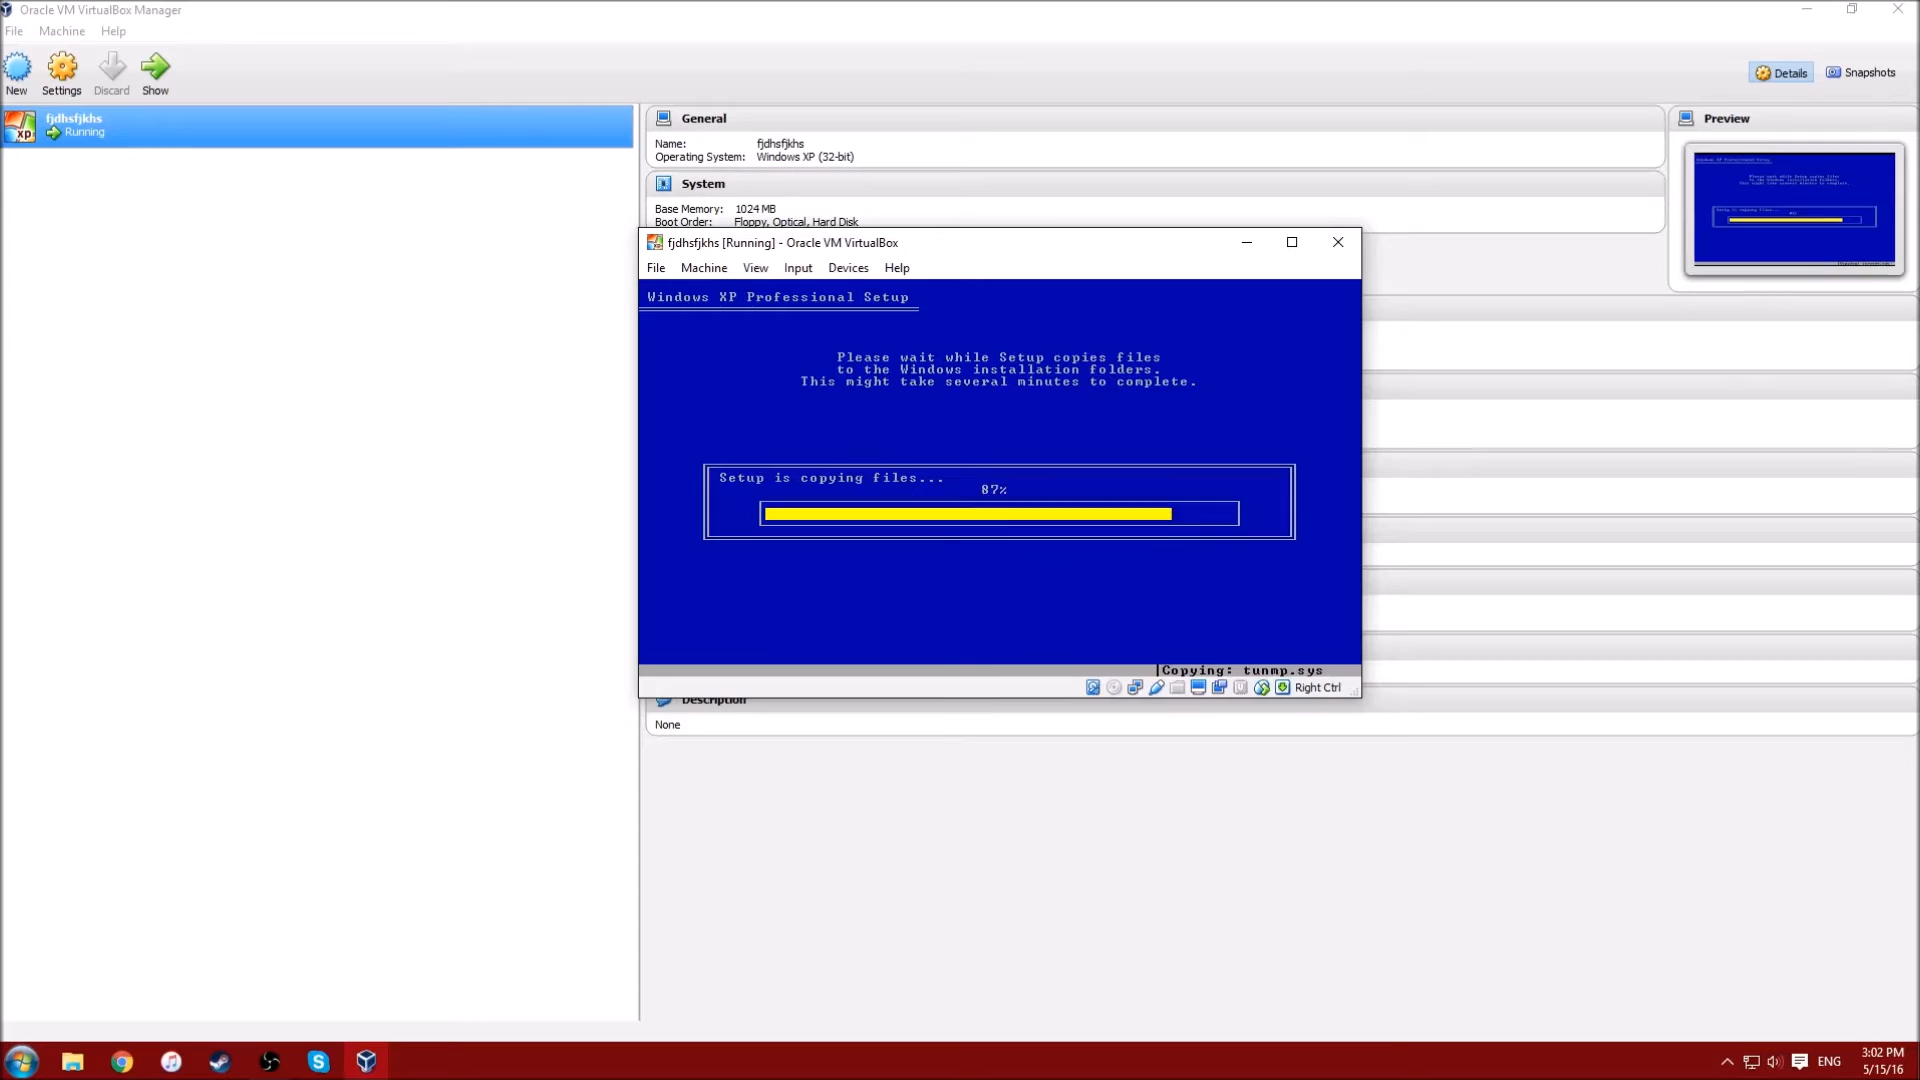 Oracle VM VirtualBox Manager
File Machine Help
New Settings Discard Show
Details Snapshots
fjdhsfjkhs
Running
General
Name: fjdhsfjkhs
Operating System: Windows XP (32-bit)
System
Base Memory: 1024 MB
Boot Order: Floppy, Optical, Hard Disk
Preview
fjdhsfjkhs [Running] - Oracle VM VirtualBox
File Machine View Input Devices Help
Windows XP Professional Setup
Please wait while Setup copies files
to the Windows installation folders.
This might take several minutes to complete.
Setup is copying files...
87%
Copying: tunmp.sys
Right Ctrl
Description
None
ENG
3:02 PM
5/15/16